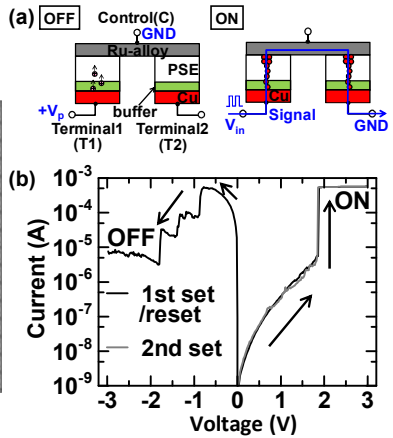 (a) OFF Control(C) ON
GND
Ru-alloy
PSE
Cu Cu
+Vp buffer Vin Signal GND
Terminal1 Terminal2
(T1) (T2)
(b)
Current (A)
10-3
10-4
10-5
10-6
10-7
10-8
10-9
OFF ON
1st set
/reset
2nd set
-3 -2 -1 0 1 2 3
Voltage (V)